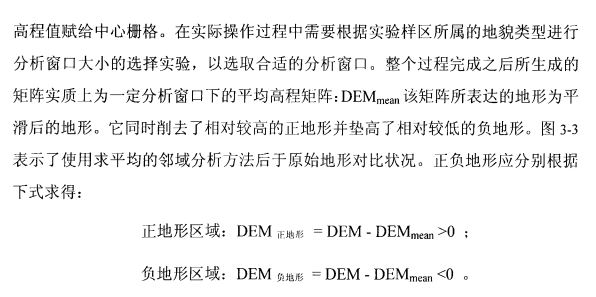 高程值赋给中心栅格。在实际操作过程中需要根据实验样区所属的地貌类型进行
分析窗口大小的选择实验，以选取合适的分析窗口。整个过程完成之后所生成的
矩阵实质上为一定分析窗口下的平均高程矩阵：DEMmean 该矩阵所表达的地形为平
滑后的地形。它同时削去了相对较高的正地形并垫高了相对较低的负地形。图 3-3
表示了使用求平均的邻域分析方法后于原始地形对比状况。正负地形应分别根据
下式求得：
正地形区域：DEM 正地形 = DEM - DEMmean >0 ；
负地形区域：DEM 负地形 = DEM - DEMmean <0 。